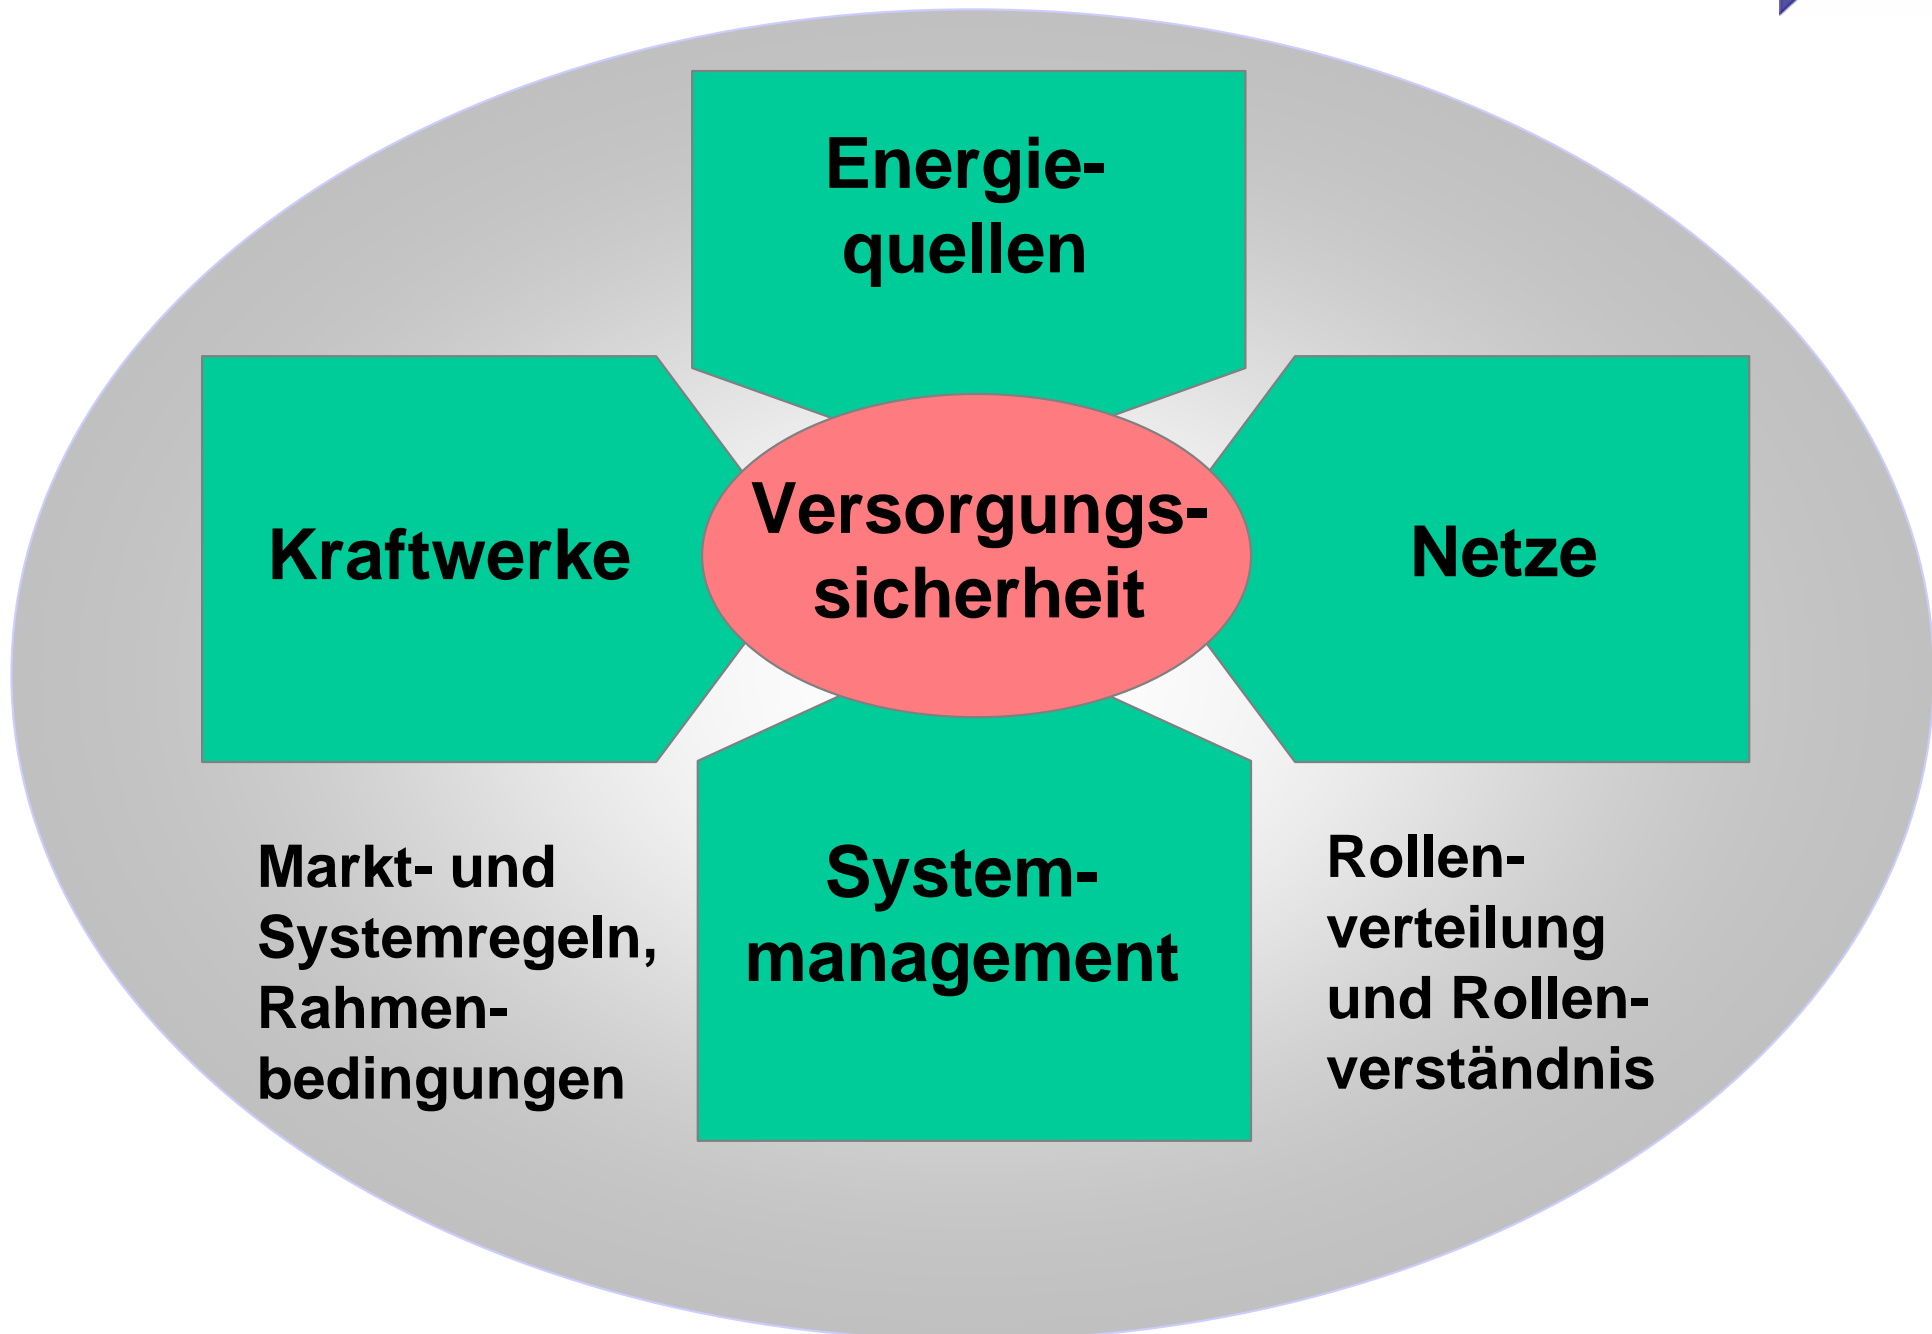 Energie-
quellen
Kraftwerke
Versorgungs-
sicherheit
Netze
System-
management
Markt- und
Systemregeln,
Rahmen-
bedingungen
Rollen-
verteilung
und Rollen-
verständnis